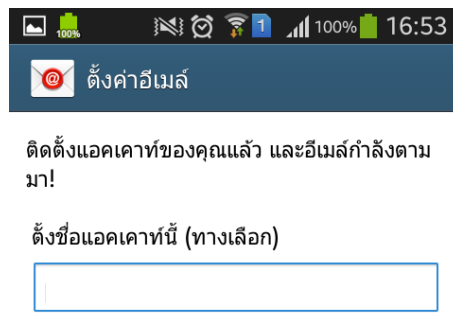 100% 1 100% 16:53
@ ตั้งค่าอีเมล์
ติดตั้งแอคเคาท์ของคุณแล้ว และอีเมล์กำลังตาม
มา!
ตั้งชื่อแอคเคาท์นี้ (ทางเลือก)